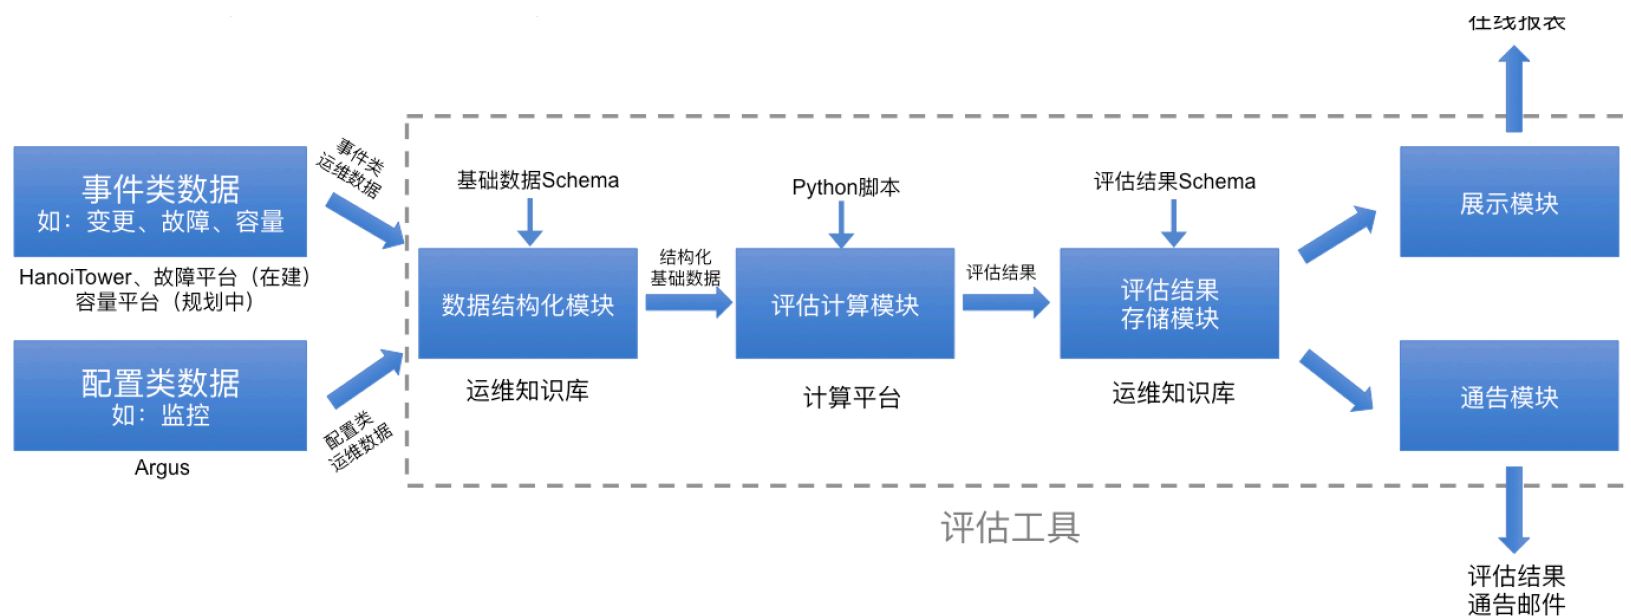 在线报表
事件类
运维数据
事件类数据
如：变更、故障、容量
HanoiTower、故障平台（在建）
容量平台（规划中）
配置类数据
如：监控
Argus
配置类
运维数据
基础数据Schema
数据结构化模块
运维知识库
结构化
基础数据
Python脚本
评估计算模块
计算平台
评估结果
评估结果Schema
评估结果
存储模块
运维知识库
展示模块
通告模块
评估工具
评估结果
通告邮件